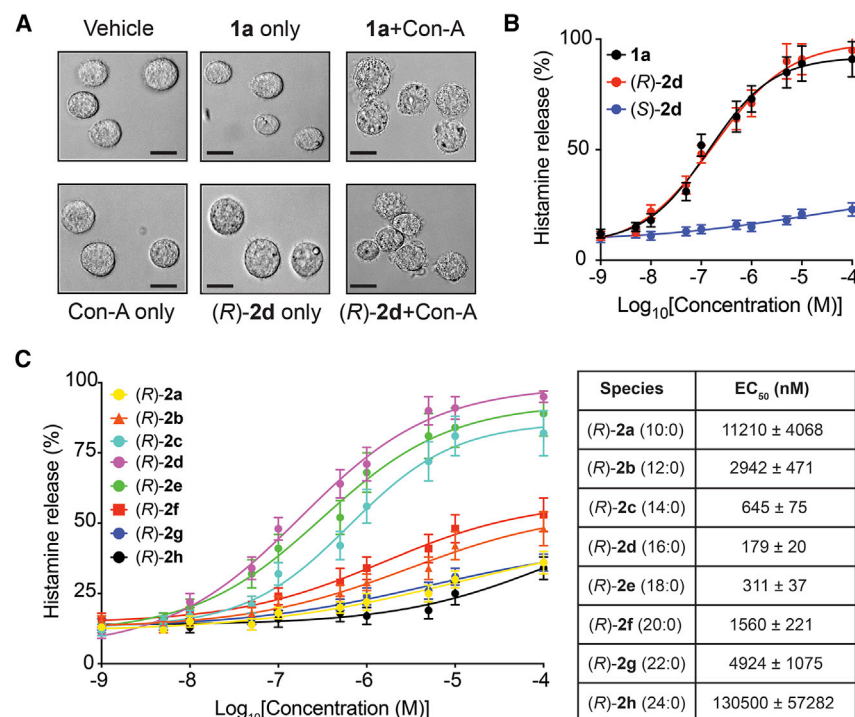 A
Vehicle
1a only
1a+Con-A
Con-A only
(R)-2d only
(R)-2d+Con-A
B
Histamine release (%)
100
50
0
1a
(R)-2d
(S)-2d
-9 -8 -7 -6 -5 -4
Log10[Concentration (M)]
C
Histamine release (%)
100
75
50
25
0
(R)-2a
(R)-2b
(R)-2c
(R)-2d
(R)-2e
(R)-2f
(R)-2g
(R)-2h
-9 -8 -7 -6 -5 -4
Log10[Concentration (M)]
Species EC50 (nM)
(R)-2a (10:0) 11210 ± 4068
(R)-2b (12:0) 2942 ± 471
(R)-2c (14:0) 645 ± 75
(R)-2d (16:0) 179 ± 20
(R)-2e (18:0) 311 ± 37
(R)-2f (20:0) 1560 ± 221
(R)-2g (22:0) 4924 ± 1075
(R)-2h (24:0) 130500 ± 57282